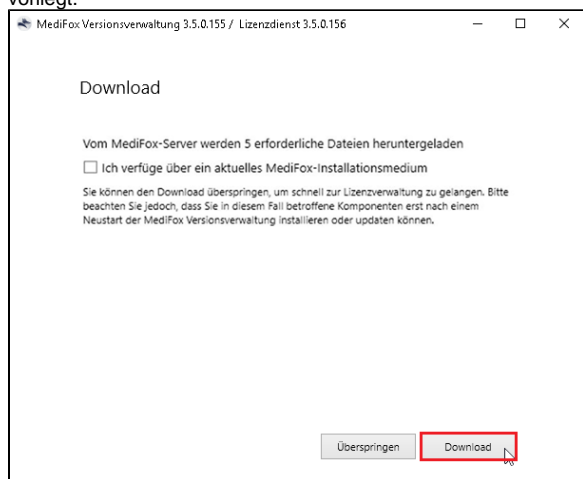 vorliegt.
MediFox Versionsverwaltung 3.5.0.155 / Lizenzdienst 3.5.0.156
Download
Vom MediFox-Server werden 5 erforderliche Dateien heruntergeladen
Ich verfüge über ein aktuelles MediFox-Installationsmedium
Sie können den Download überspringen, um schnell zur Lizenzverwaltung zu gelangen. Bitte
beachten Sie jedoch, dass Sie in diesem Fall betroffene Komponenten erst nach einem
Neustart der MediFox Versionsverwaltung installieren oder updaten können.
Überspringen
Download